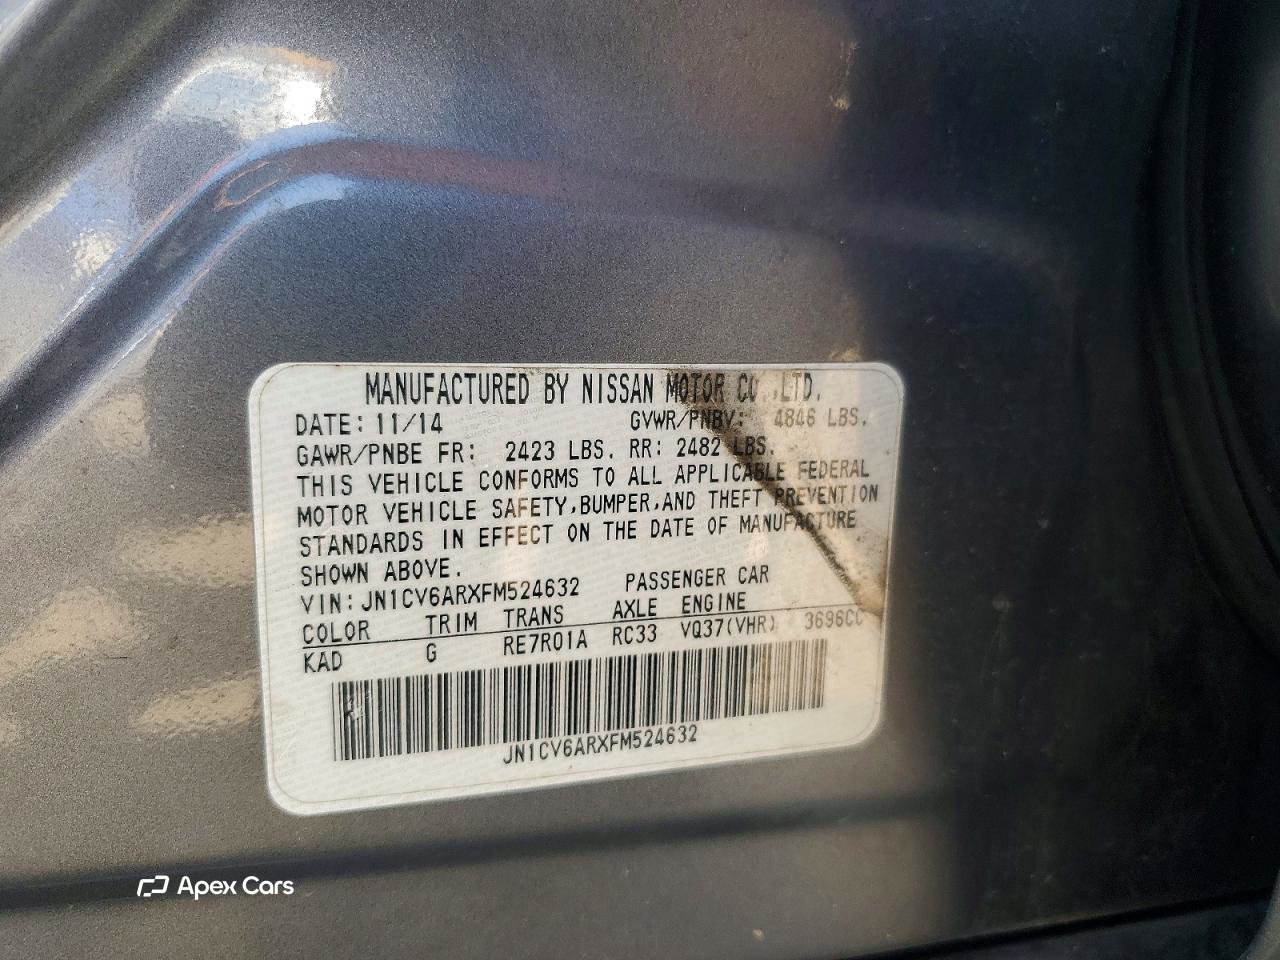 MANUFACTURED BY NISSAN MOTOR CO.,LTD.
DATE: 11/14 GVWR/PNBV: 4846 LBS.
GAWR/PNBE FR: 2423 LBS. RR: 2482 LBS.
THIS VEHICLE CONFORMS TO ALL APPLICABLE FEDERAL
MOTOR VEHICLE SAFETY,BUMPER,AND THEFT PREVENTION
STANDARDS IN EFFECT ON THE DATE OF MANUFACTURE
SHOWN ABOVE.
VIN:JN1CV6ARXFM524632 PASSENGER CAR
COLOR TRIM TRANS AXLE ENGINE
KAD G RE7R01A RC33 VQ37(VHR) 3696CC
JN1CV6ARXFM524632
Apex Cars